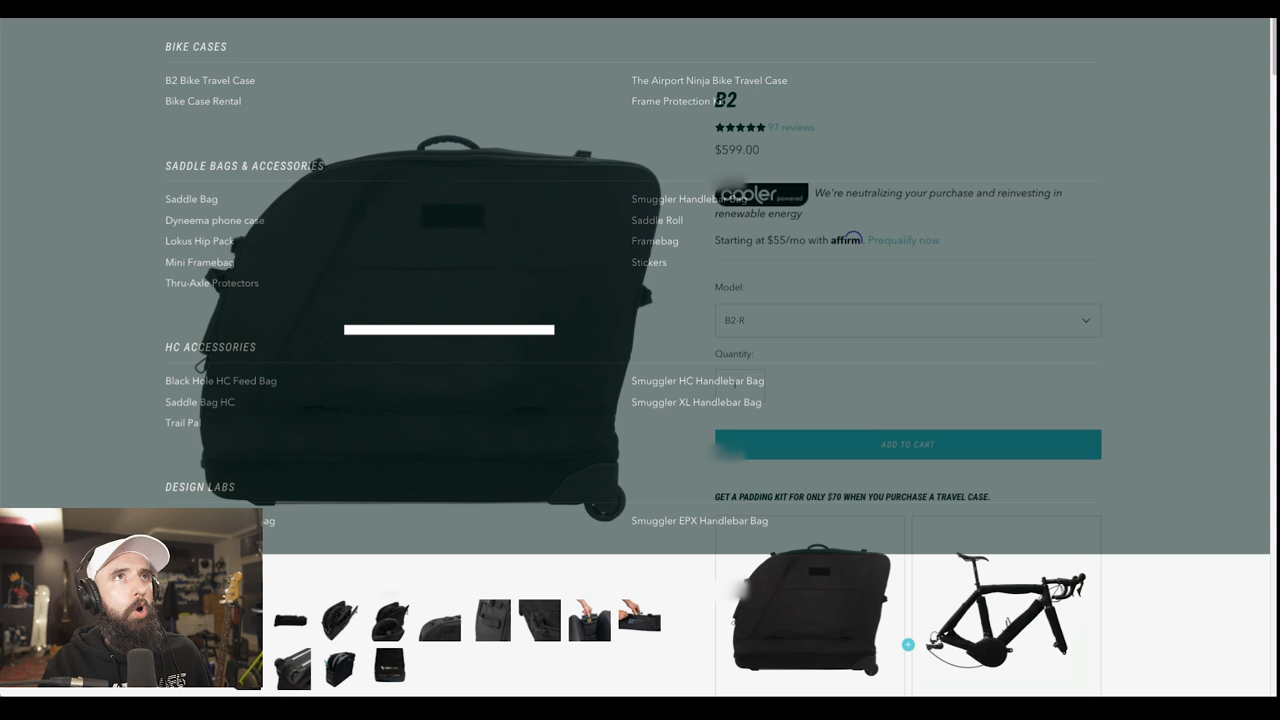 BIKE CASES
B2 Bike Travel Case
The Airport Ninja Bike Travel Case
Bike Case Rental
Frame Protection
B2
97 reviews
$599.00
SADDLE BAGS & ACCESSORIES
Saddle Bag
Smuggler Handlebar Bag
Dyneema phone case
Saddle Roll
Lokus Hip Pack
Framebag
Mini Framebag
Stickers
Thru-Axle Protectors
cooler powered
We're neutralizing your purchase and reinvesting in
renewable energy
Starting at $55/mo with affirm. Prequalify now
Model:
B2-R
Quantity:
1
HC ACCESSORIES
Black Hole HC Feed Bag
Smuggler HC Handlebar Bag
Saddle Bag HC
Smuggler XL Handlebar Bag
Trail Pal
ADD TO CART
DESIGN LABS
Smuggler EPX Handlebar Bag
GET A PADDING KIT FOR ONLY $70 WHEN YOU PURCHASE A TRAVEL CASE.